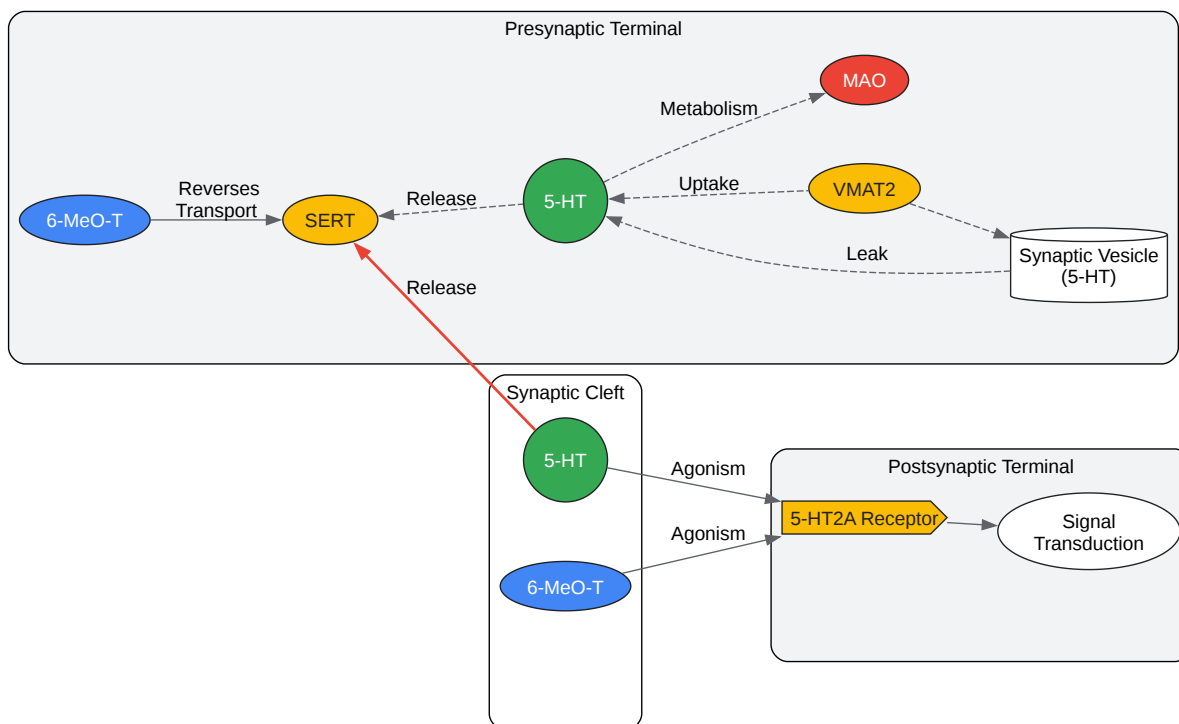 Presynaptic Terminal
MAO
Metabolism
Reverses
Transport
6-MeO-T
SERT
Release
5-HT
Uptake
VMAT2
Leak
Synaptic Vesicle
(5-HT)
Release
Synaptic Cleft
5-HT
6-MeO-T
Agonism
Agonism
Postsynaptic Terminal
5-HT2A Receptor
Signal
Transduction